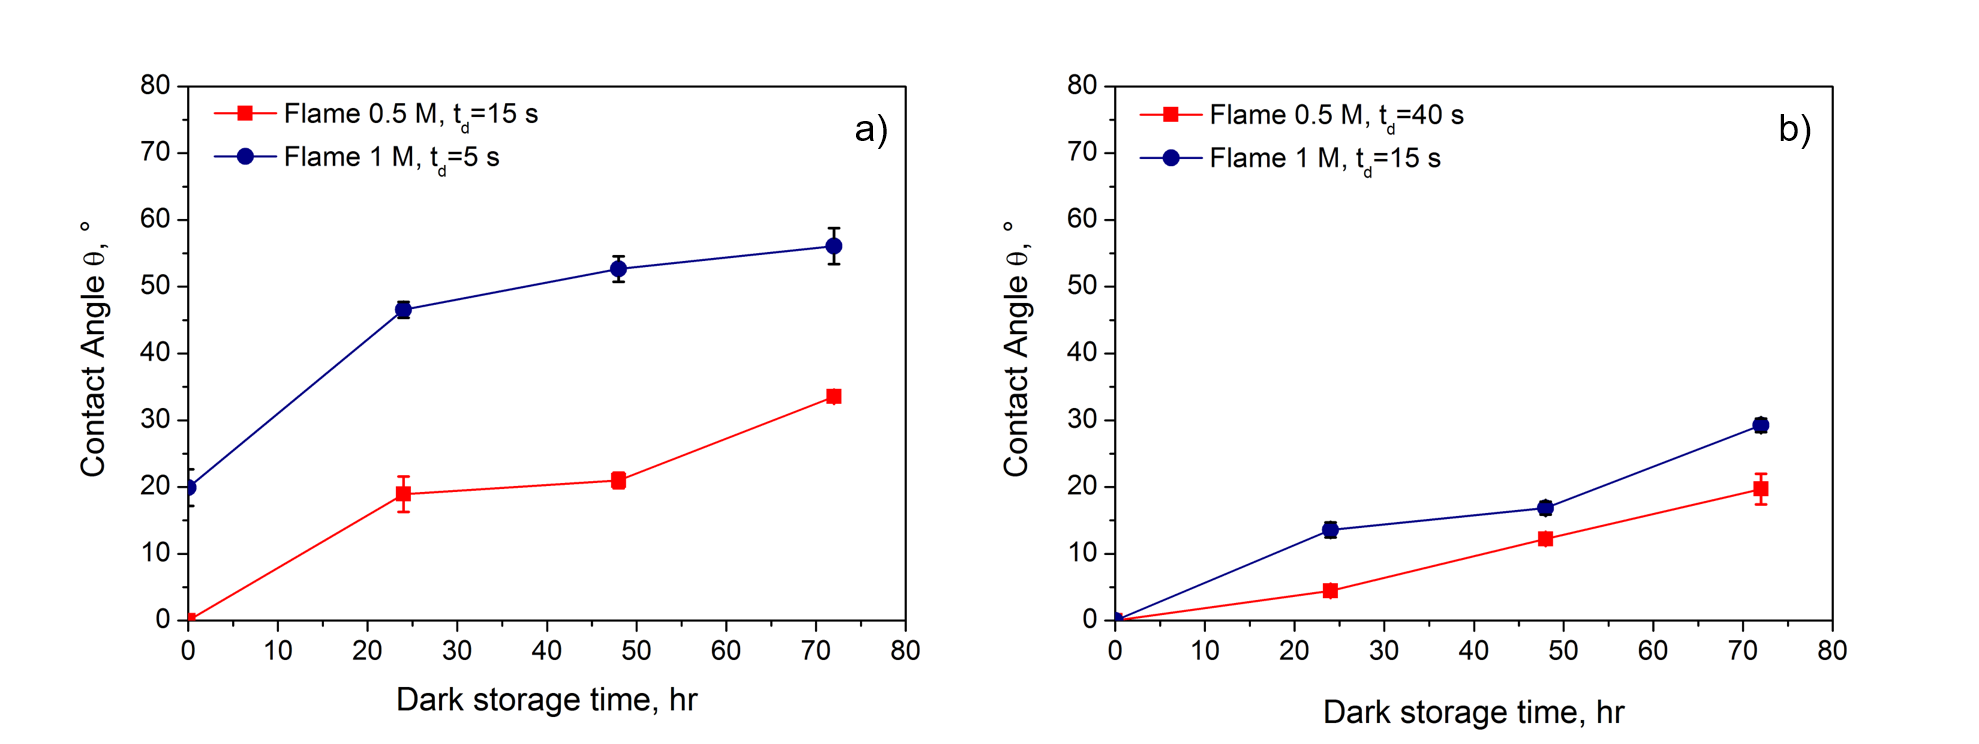 80
70
60
50
40
30
20
10
0
0 10 20 30 40 50 60 70 80
Contact Angle θ, °
Dark storage time, hr
Flame 0.5 M, td=15 s
Flame 1 M, td=5 s
a)
80
70
60
50
40
30
20
10
0
0 10 20 30 40 50 60 70 80
Contact Angle θ, °
Dark storage time, hr
Flame 0.5 M, td=40 s
Flame 1 M, td=15 s
b)